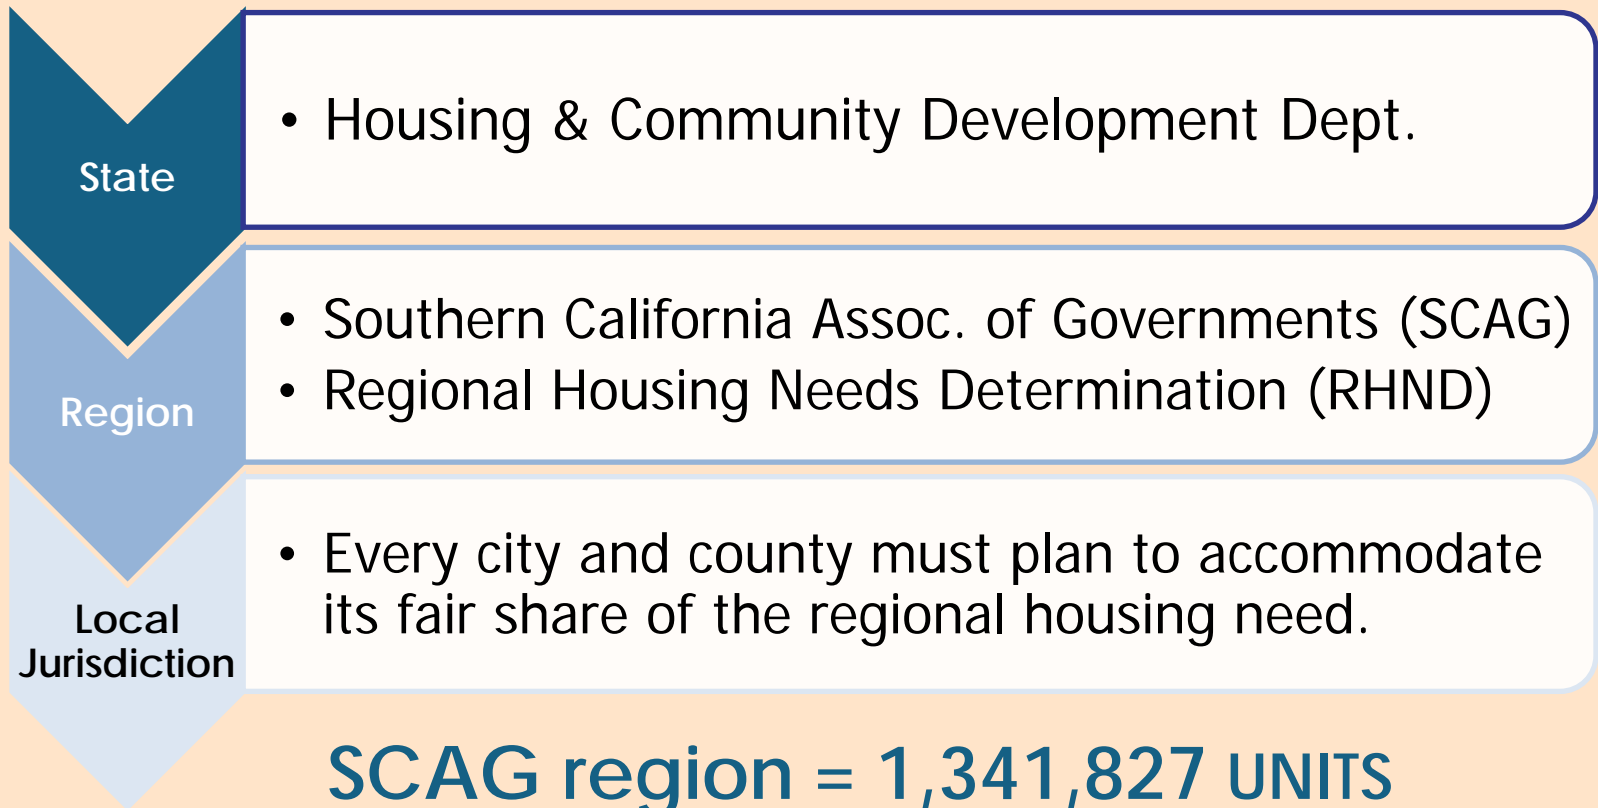 State
• Housing & Community Development Dept.
Region
• Southern California Assoc. of Governments (SCAG)
• Regional Housing Needs Determination (RHND)
Local
Jurisdiction
• Every city and county must plan to accommodate
its fair share of the regional housing need.
SCAG region = 1,341,827 UNITS